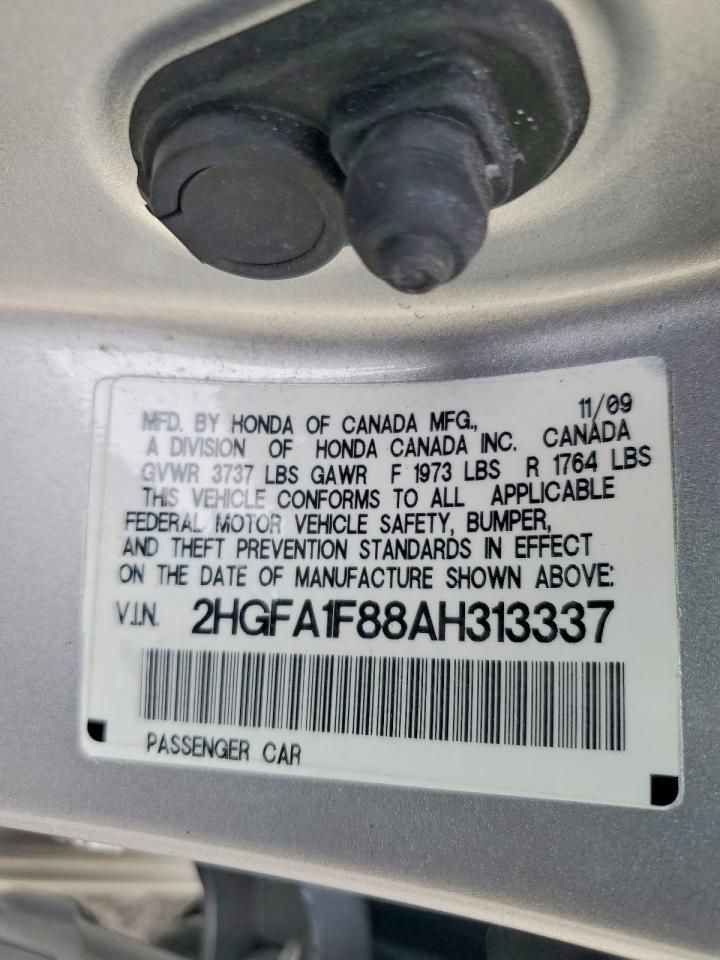 11/09
MFD. BY HONDA OF CANADA MFG.,
A DIVISION OF HONDA CANADA INC. CANADA
GVWR 3737 LBS GAWR F 1973 LBS R 1764 LBS
THIS VEHICLE CONFORMS TO ALL APPLICABLE
FEDERAL MOTOR VEHICLE SAFETY, BUMPER,
AND THEFT PREVENTION STANDARDS IN EFFECT
ON THE DATE OF MANUFACTURE SHOWN ABOVE:
V.I.N. 2HGFA1F88AH313337
PASSENGER CAR